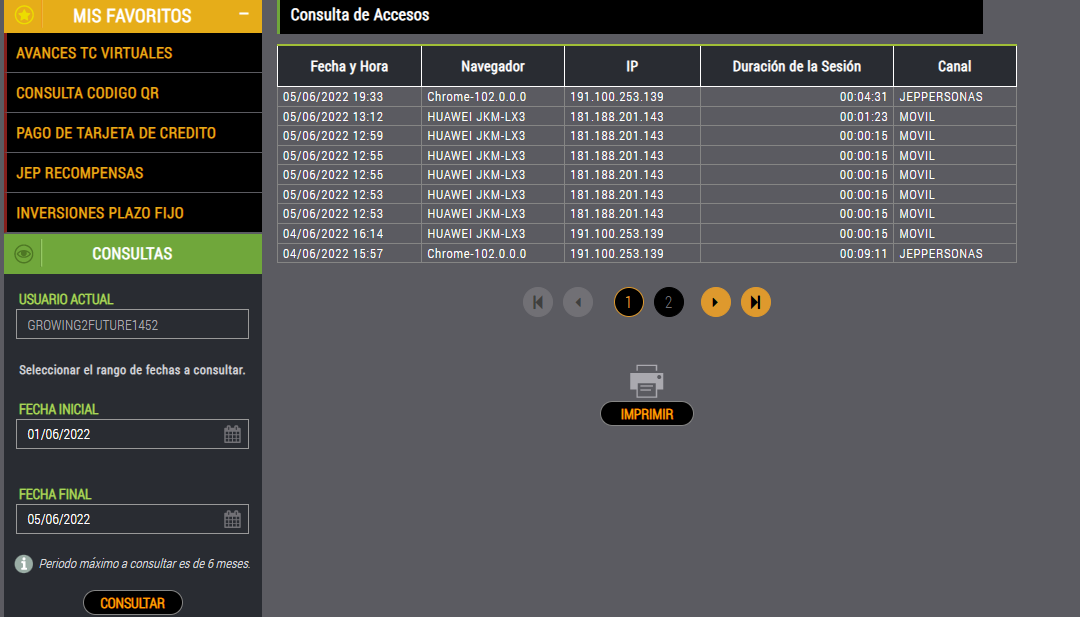 MIS FAVORITOS
AVANCES TC VIRTUALES
CONSULTA CODIGO QR
PAGO DE TARJETA DE CREDITO
JEP RECOMPENSAS
INVERSIONES PLAZO FIJO
CONSULTAS
USUARIO ACTUAL
GROWING2FUTURE1452
Seleccionar el rango de fechas a consultar.
FECHA INICIAL
01/06/2022
FECHA FINAL
05/06/2022
Periodo máximo a consultar es de 6 meses.
CONSULTAR
Consulta de Accesos
Fecha y Hora Navegador IP Duración de la Sesión Canal
05/06/2022 19:33 Chrome-102.0.0.0 191.100.253.139 00:04:31 JEPPERSONAS
05/06/2022 13:12 HUAWEI JKM-LX3 181.188.201.143 00:01:23 MOVIL
05/06/2022 12:59 HUAWEI JKM-LX3 181.188.201.143 00:00:15 MOVIL
05/06/2022 12:55 HUAWEI JKM-LX3 181.188.201.143 00:00:15 MOVIL
05/06/2022 12:55 HUAWEI JKM-LX3 181.188.201.143 00:00:15 MOVIL
05/06/2022 12:53 HUAWEI JKM-LX3 181.188.201.143 00:00:15 MOVIL
05/06/2022 12:53 HUAWEI JKM-LX3 181.188.201.143 00:00:15 MOVIL
04/06/2022 16:14 HUAWEI JKM-LX3 191.100.253.139 00:00:15 MOVIL
04/06/2022 15:57 Chrome-102.0.0.0 191.100.253.139 00:09:11 JEPPERSONAS
1 2
IMPRIMIR